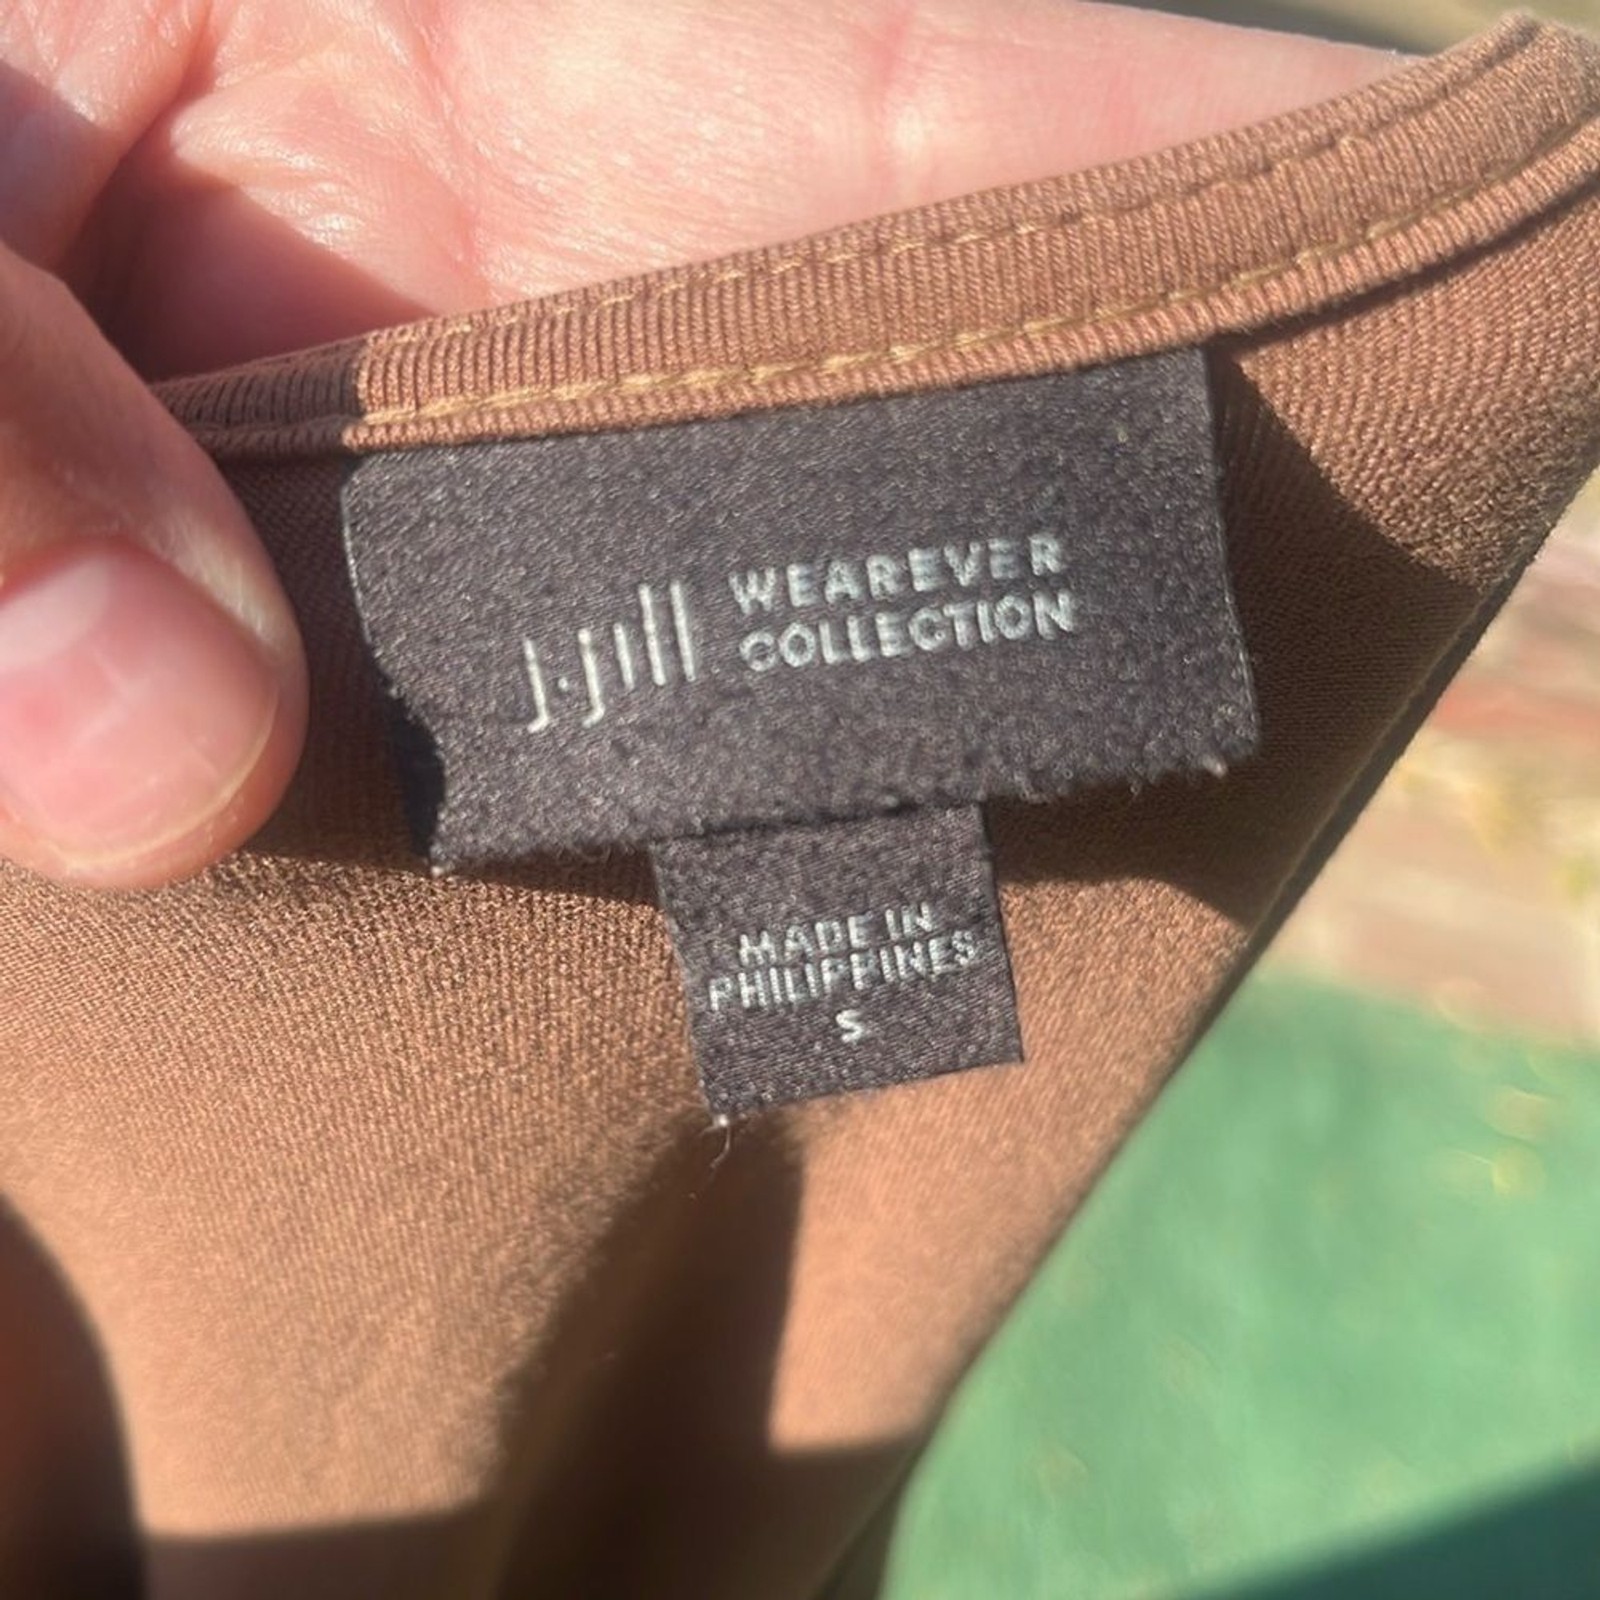 J.Jill WEAREVER
COLLECTION
MADE IN
PHILIPPINES
S